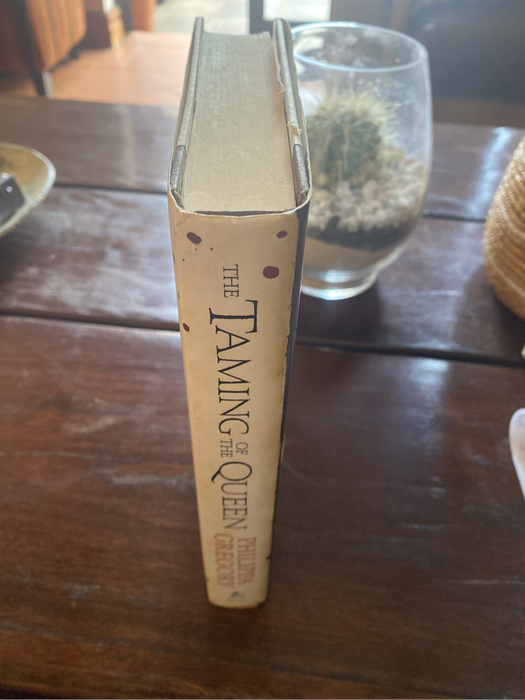 THE
TAMING
OF
THE
QUEEN
PHILIPPA
GREGORY